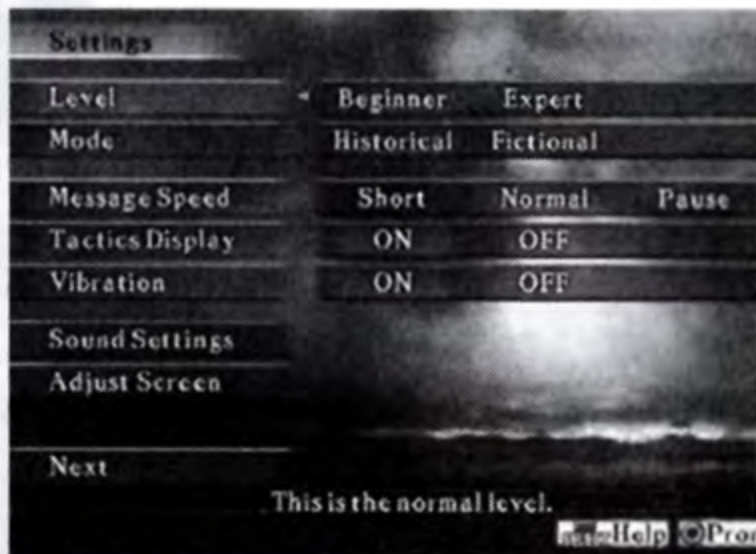 Settings
Level Beginner Expert
Mode Historical Fictional
Message Speed Short Normal Pause
Tactics Display ON OFF
Vibration ON OFF
Sound Settings
Adjust Screen
Next
This is the normal level.
Help